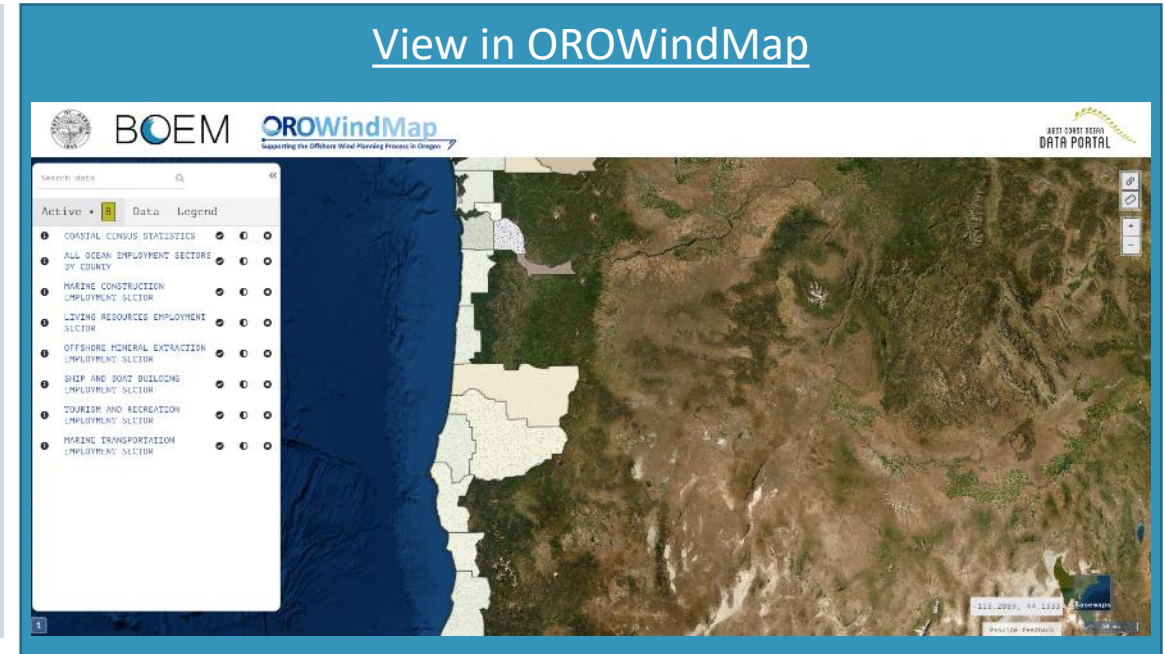 View in OROWindMap
BOEM
OROWindMap
Supporting the Offshore Wind Planning Process in Oregon
WEST COAST OCEAN
DATA PORTAL
Search data
Active • 8 Data Legend
COASTAL CENSUS STATISTICS
ALL OCEAN EMPLOYMENT SECTORS
BY COUNTY
MARINE CONSTRUCTION
EMPLOYMENT SECTOR
LIVING RESOURCES EMPLOYMENT
SECTOR
OFFSHORE MINERAL EXTRACTION
EMPLOYMENT SECTOR
SHIP AND BOAT BUILDING
EMPLOYMENT SECTOR
TOURISM AND RECREATION
EMPLOYMENT SECTOR
MARINE TRANSPORTATION
EMPLOYMENT SECTOR
1
Basemaps
Provide Feedback